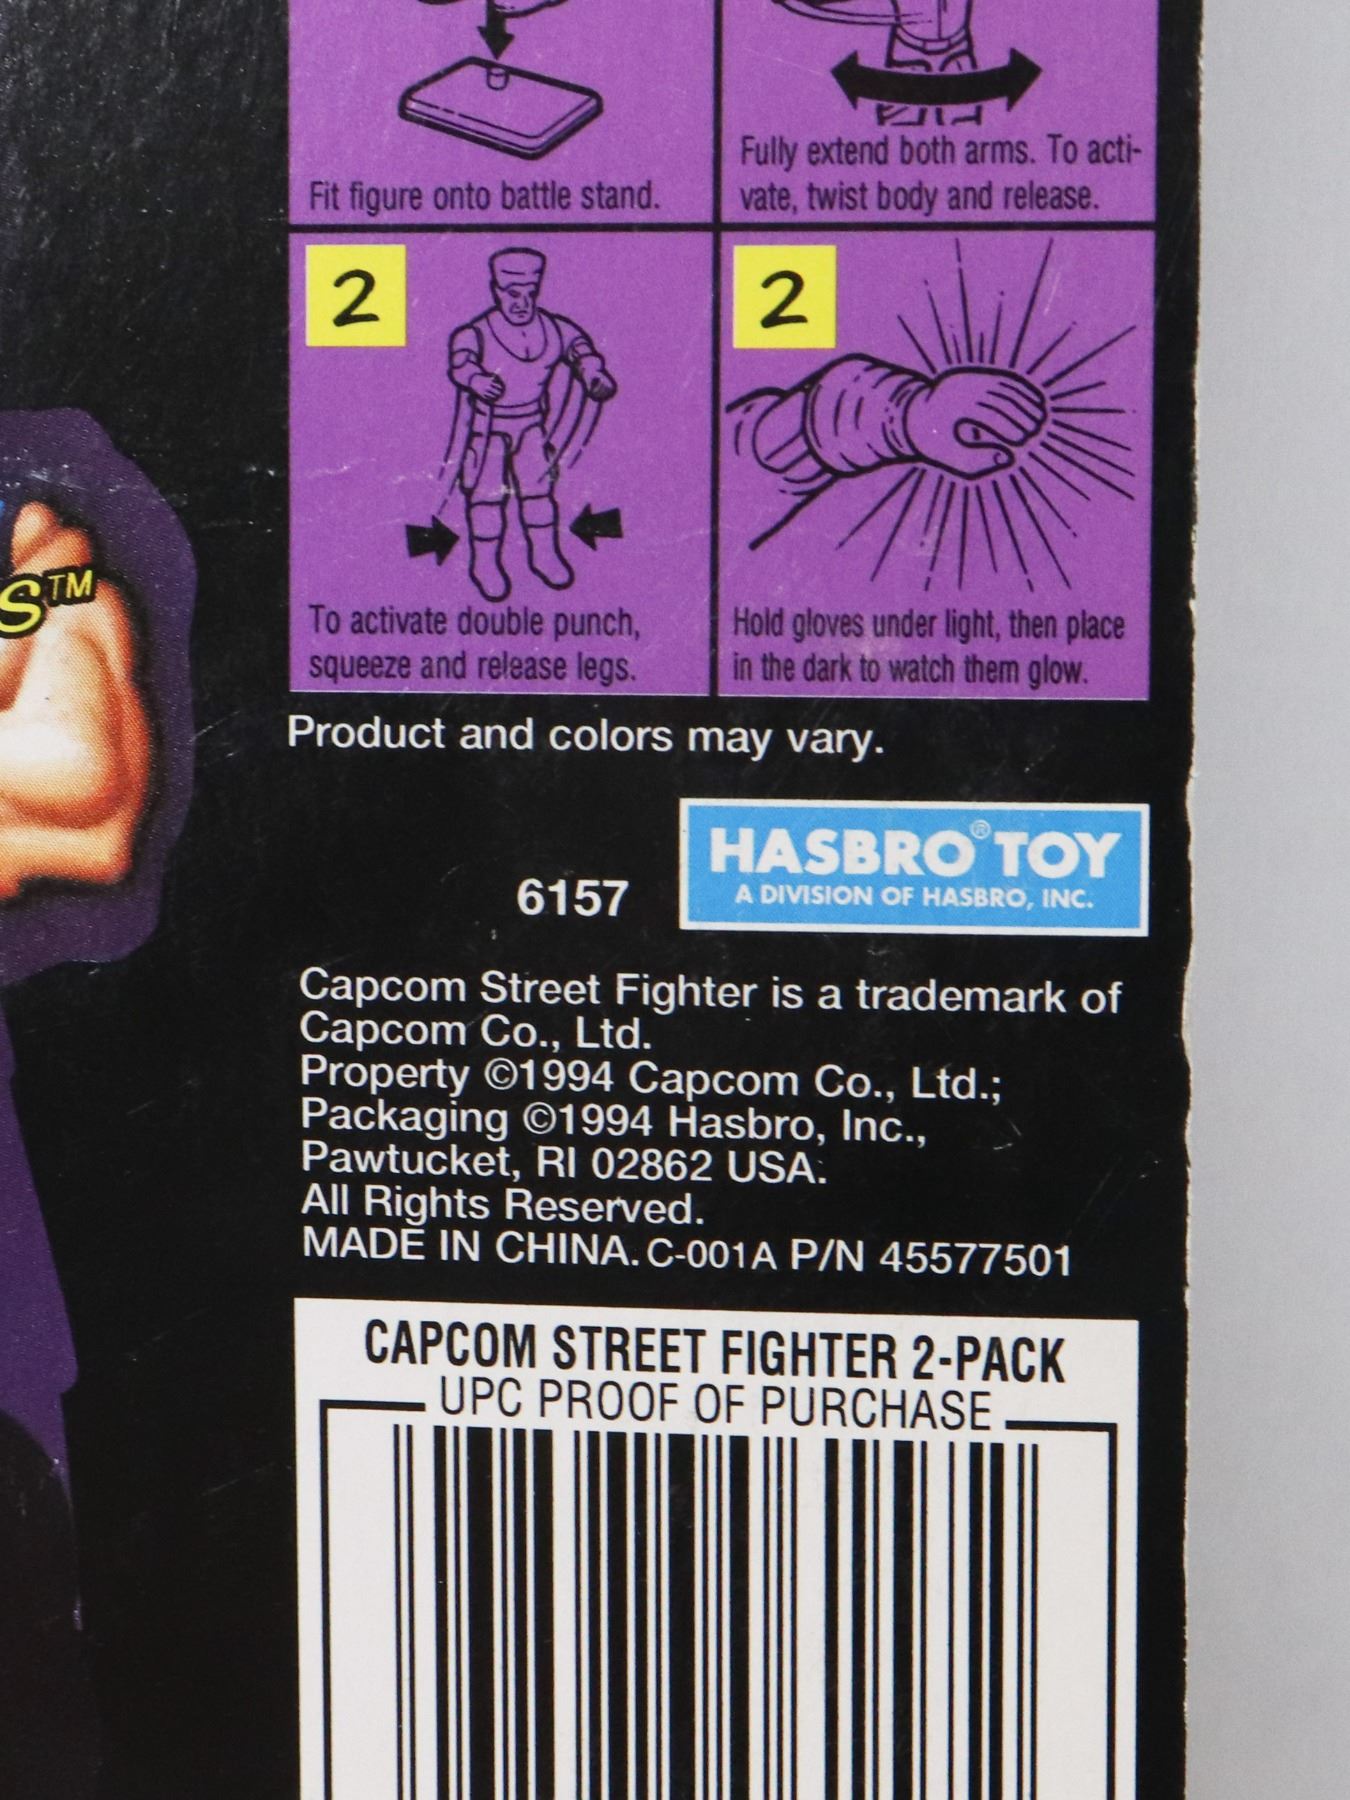 Fit figure onto battle stand.
Fully extend both arms. To acti-
vate, twist body and release.
2
To activate double punch,
squeeze and release legs.
2
Hold gloves under light, then place
in the dark to watch them glow.
S™
Product and colors may vary.
6157
HASBRO® TOY
A DIVISION OF HASBRO, INC.
Capcom Street Fighter is a trademark of
Capcom Co., Ltd.
Property ©1994 Capcom Co., Ltd.;
Packaging ©1994 Hasbro, Inc.,
Pawtucket, RI 02862 USA.
All Rights Reserved.
MADE IN CHINA. C-001A P/N 45577501
CAPCOM STREET FIGHTER 2-PACK
UPC PROOF OF PURCHASE